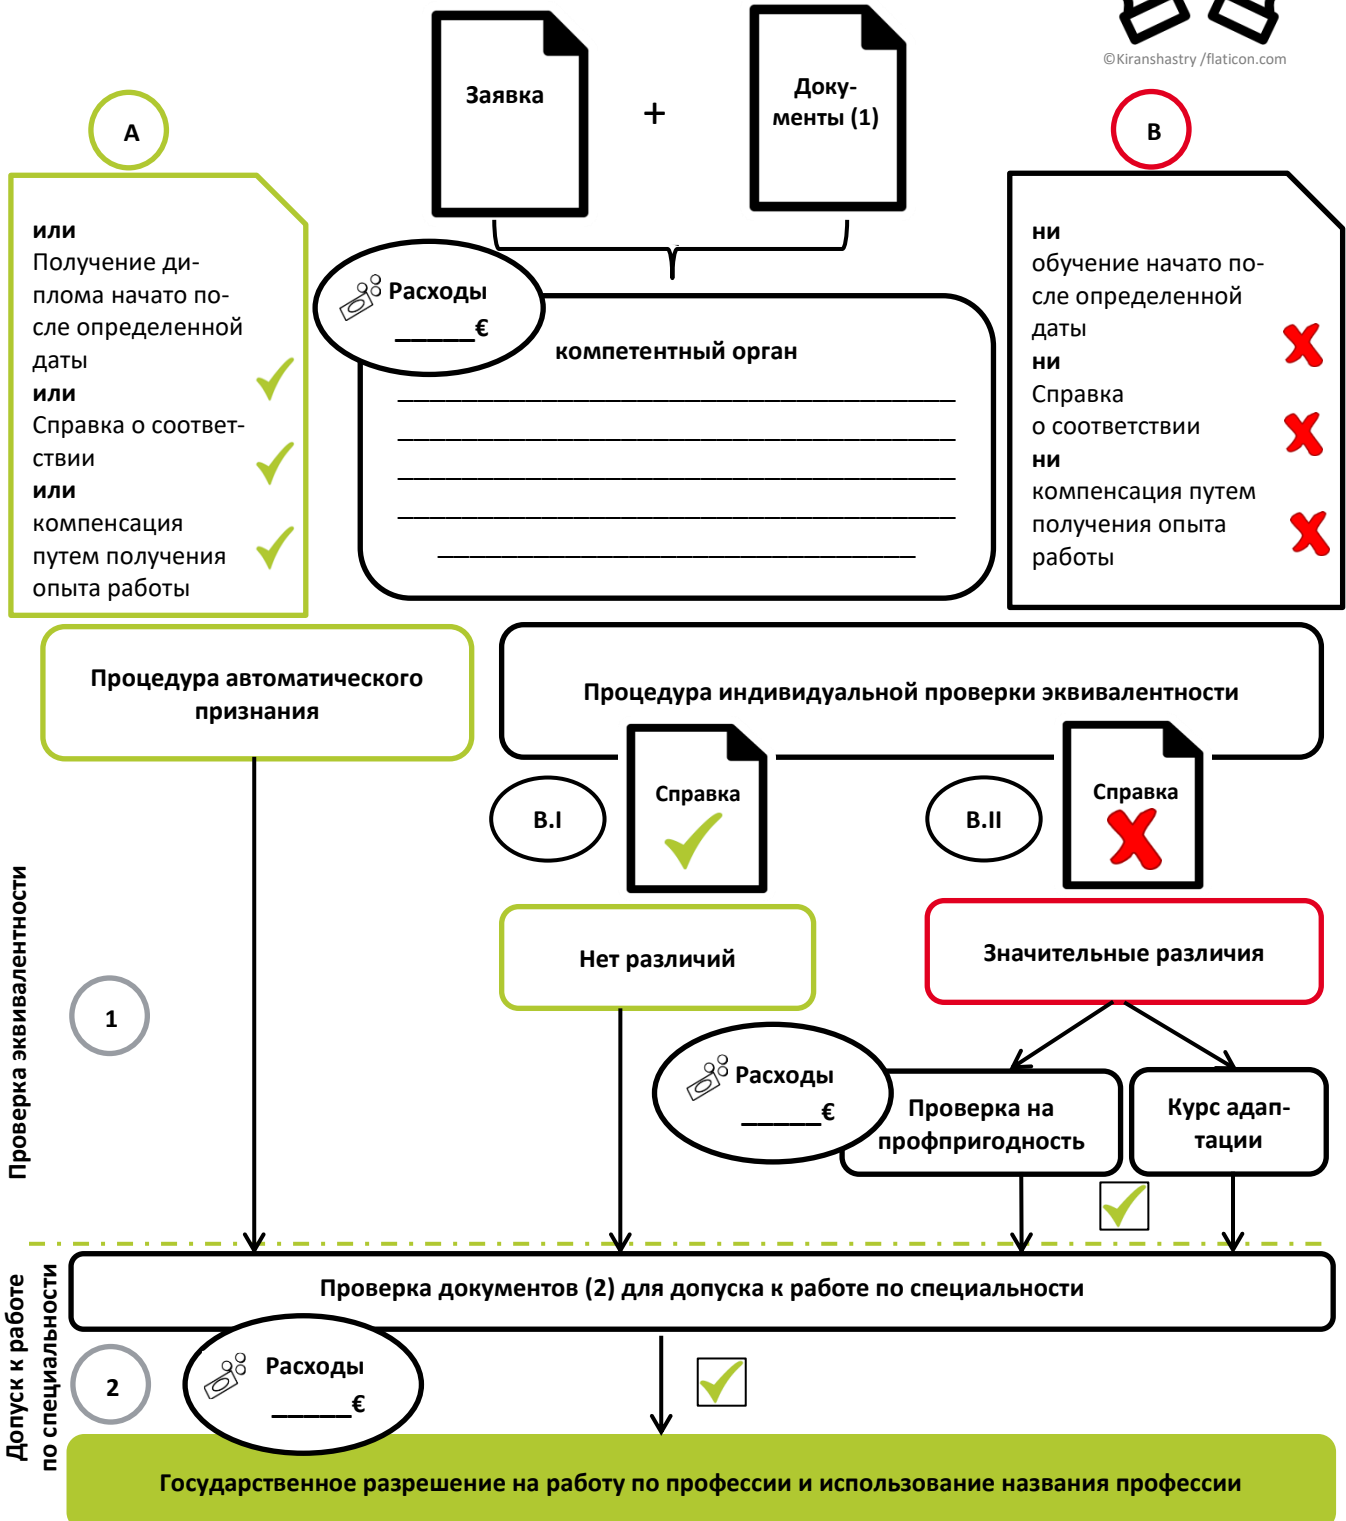 ©Kiranshastry /flaticon.com
Заявка
+
Доку-
менты (1)
A
B
или
Получение ди-
плома начато по-
сле определенной
даты
или
Справка о соответ-
ствии
или
компенсация
путем получения
опыта работы
Расходы
_____€
компетентный орган
ни
обучение начато по-
сле определенной
даты
ни
Справка
о соответствии
ни
компенсация путем
получения опыта
работы
Процедура автоматического
признания
Процедура индивидуальной проверки эквивалентности
B.I
Справка
B.II
Справка
Проверка эквивалентности
1
Нет различий
Значительные различия
Расходы
_____€
Проверка на
профпригодность
Курс адап-
тации
Допуск к работе
по специальности
Проверка документов (2) для допуска к работе по специальности
2
Расходы
_____€
Государственное разрешение на работу по профессии и использование названия профессии